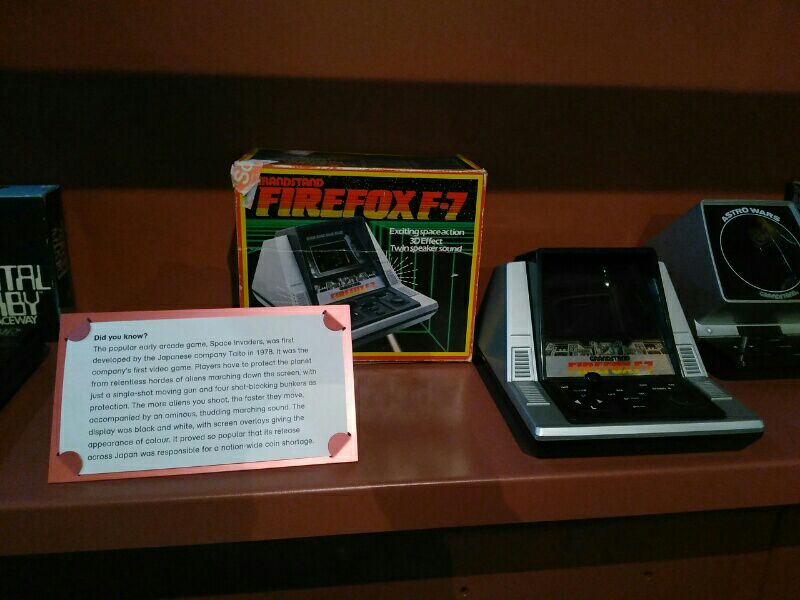 GRANDSTAND
FIREFOX F-7
Exciting space action
3D Effect
Twin speaker sound
FIREFOX F-7
Did you know?
The popular early arcade game, Space Invaders, was first
developed by the Japanese company Taito in 1978. It was the
company's first video game. Players have to protect the planet
from relentless hordes of aliens marching down the screen, with
just a single-shot moving gun and four shot-blocking bunkers as
protection. The more aliens you shoot, the faster they move,
accompanied by an ominous, thudding marching sound. The
display was black and white, with screen overlays giving the
appearance of colour. It proved so popular that its release
across Japan was responsible for a nation-wide coin shortage.
GRANDSTAND
FIREFOX F-7
ASTRO WARS
GRANDSTAND